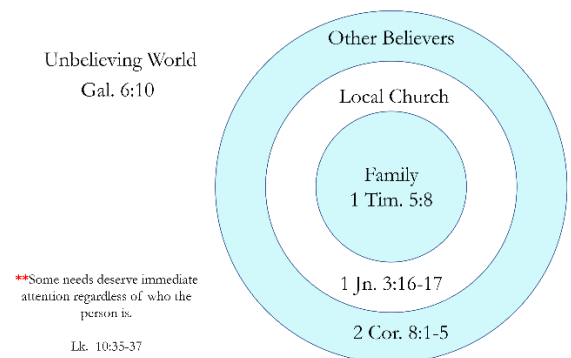 Unbelieving World
Gal. 6:10
Other Believers
Local Church
Family
1 Tim. 5:8
1 Jn. 3:16-17
2 Cor. 8:1-5
**Some needs deserve immediate
attention regardless of who the
person is.
Lk. 10:35-37